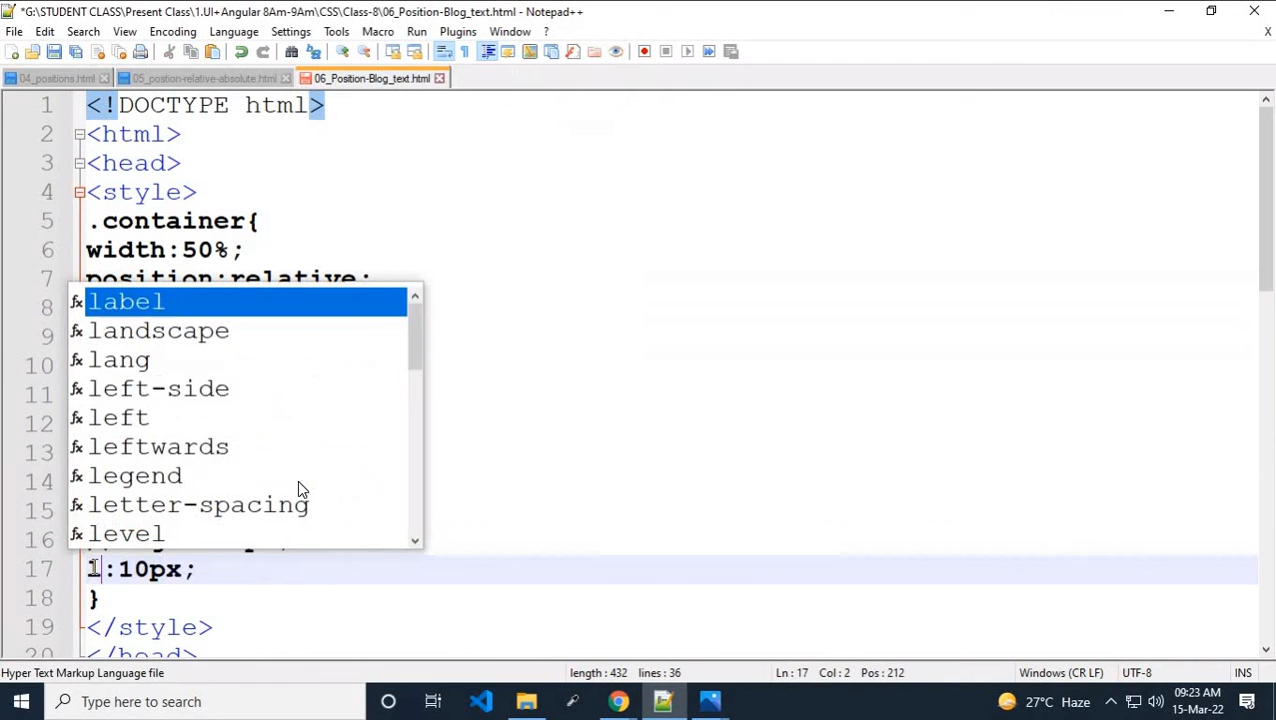 *G:\STUDENT CLASS\Present Class\1.UI+Angular 8Am-9Am\CSS\Class-8\06_Position-Blog_text.html - Notepad++
File Edit Search View Encoding Language Settings Tools Macro Run Plugins Window ? X
04_positions.html 05_postion-relative-absolute.html 06_Position-Blog_text.html
1 <!DOCTYPE html>
2 <html>
3 <head>
4 <style>
5 .container{
6 width:50%;
7 position:relative;
8 label
landscape
9 lang
10 left-side
11 left
12 leftwards
13 legend
14 letter-spacing
15 level
16
17 l:10px;
18 }
19 </style>
20 </head>
Hyper Text Markup Language file length : 432 lines : 36 Ln : 17 Col : 2 Pos : 212 Windows (CR LF) UTF-8 INS
Type here to search 27°C Haze 09:23 AM
15-Mar-22